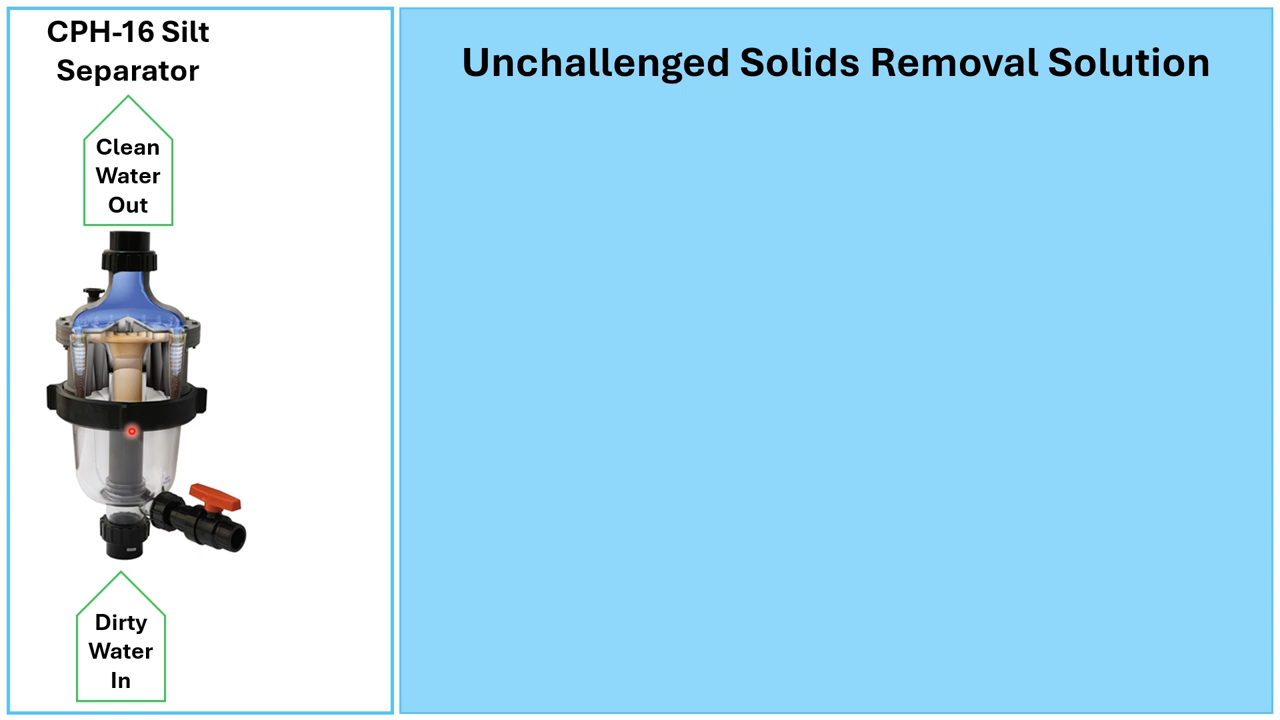 CPH-16 Silt
Separator
Clean
Water
Out
Dirty
Water
In
Unchallenged Solids Removal Solution